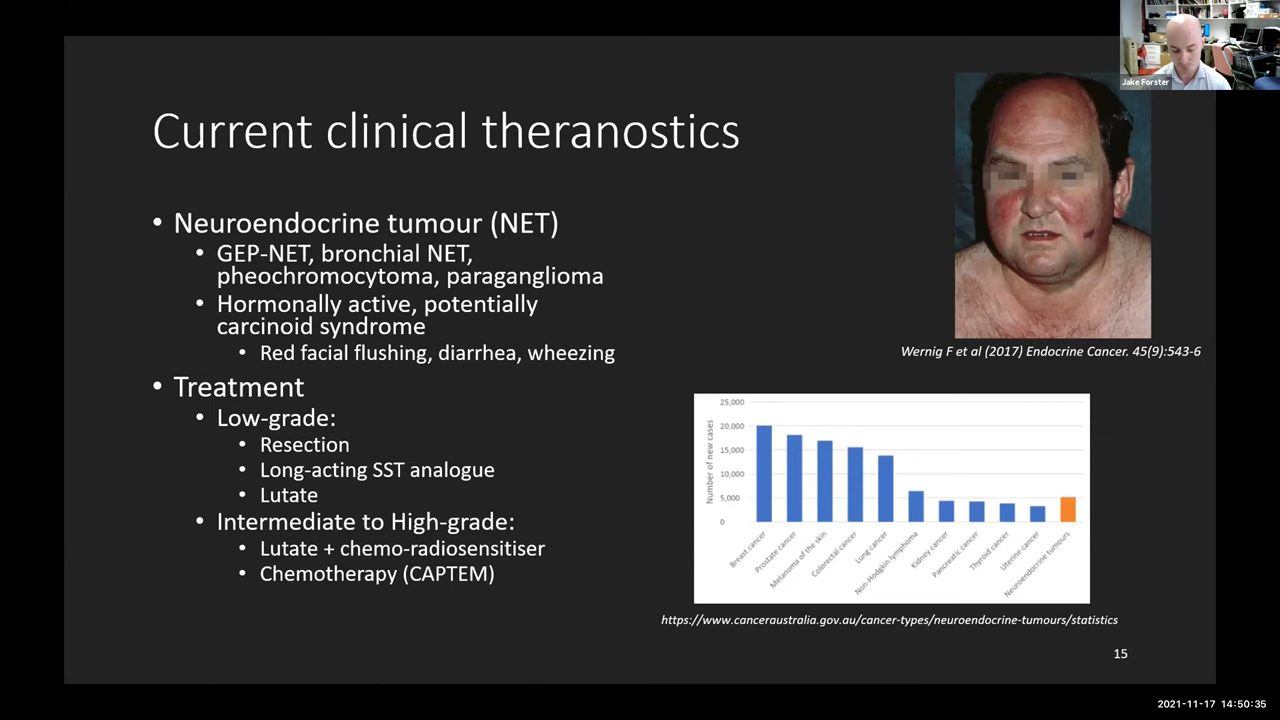 Jake Forster
Current clinical theranostics
• Neuroendocrine tumour (NET)
• GEP-NET, bronchial NET,
pheochromocytoma, paraganglioma
• Hormonally active, potentially
carcinoid syndrome
• Red facial flushing, diarrhea, wheezing
• Treatment
• Low-grade:
• Resection
• Long-acting SST analogue
• Lutate
• Intermediate to High-grade:
• Lutate + chemo-radiosensitiser
• Chemotherapy (CAPTEM)
Wernig F et al (2017) Endocrine Cancer. 45(9):543-6
Number of new cases
25,000
20,000
15,000
10,000
5,000
0
Breast cancer
Prostate cancer
Melanoma of the skin
Colorectal cancer
Lung cancer
Non-Hodgkin lymphoma
Kidney cancer
Pancreatic cancer
Thyroid cancer
Uterine cancer
Neuroendocrine tumours
https://www.canceraustralia.gov.au/cancer-types/neuroendocrine-tumours/statistics
15
2021-11-17 14:50:35